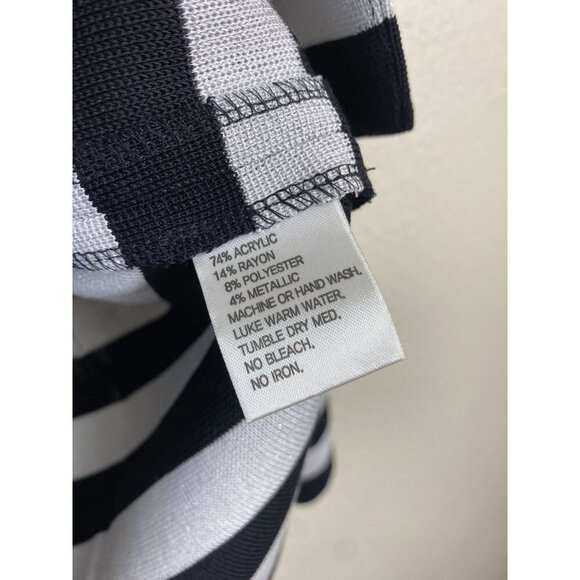 74% ACRYLIC
14% RAYON
8% POLYESTER
4% METALLIC
MACHINE OR HAND WASH.
LUKE WARM WATER.
TUMBLE DRY MED.
NO BLEACH.
NO IRON.